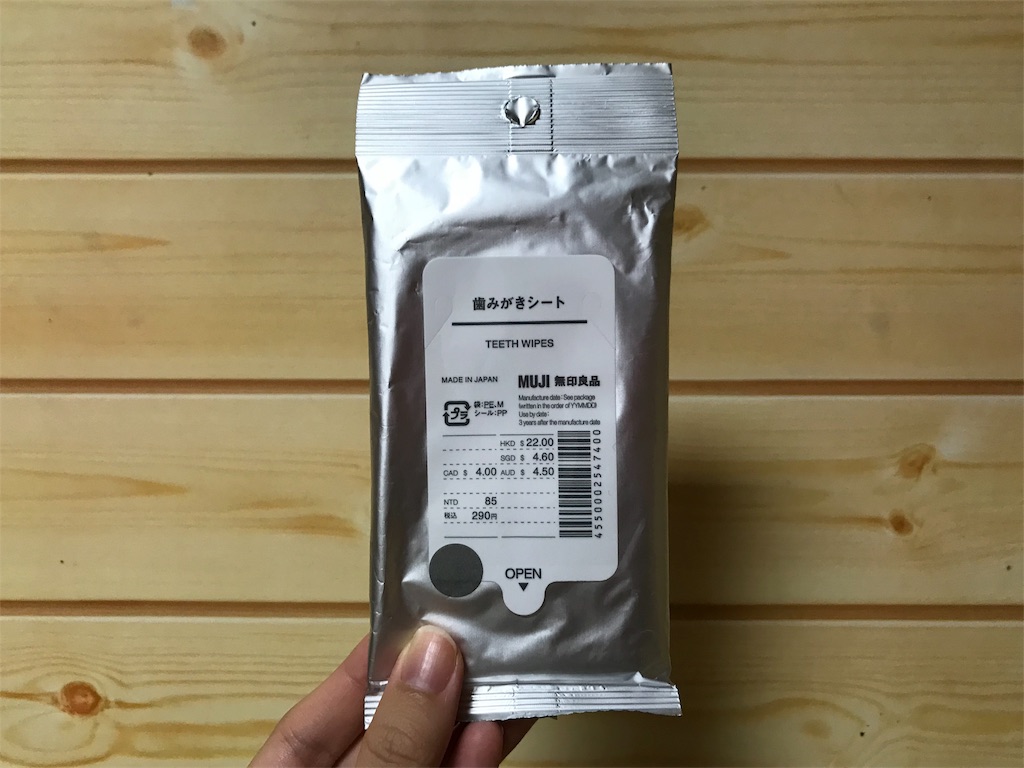 歯みがきシート
TEETH WIPES
MADE IN JAPAN
MUJI 無印良品
Manufacture date : See package
(written in the order of YYMMDD)
Use by date :
3 years after the manufacture date
プラ
袋:PE、M
シール:PP
HKD $ 22.00
SGD $ 4.60
CAD $ 4.00 AUD $ 4.50
NTD 85
税込 290円
4550002547400
OPEN